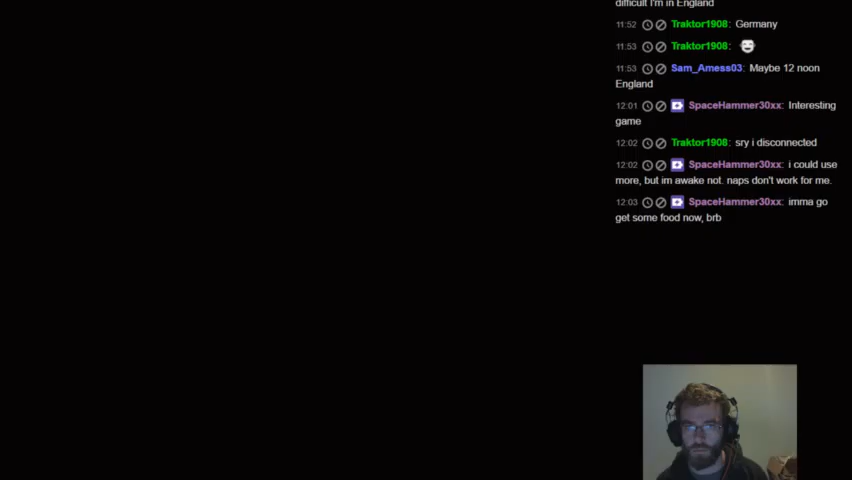 difficult I'm in England
11:52 Traktor1908: Germany
11:53 Traktor1908:
11:53 Sam_Amess03: Maybe 12 noon
England
12:01 SpaceHammer30xx: Interesting
game
12:02 Traktor1908: sry i disconnected
12:02 SpaceHammer30xx: i could use
more, but im awake not. naps don't work for me.
12:03 SpaceHammer30xx: imma go
get some food now, brb